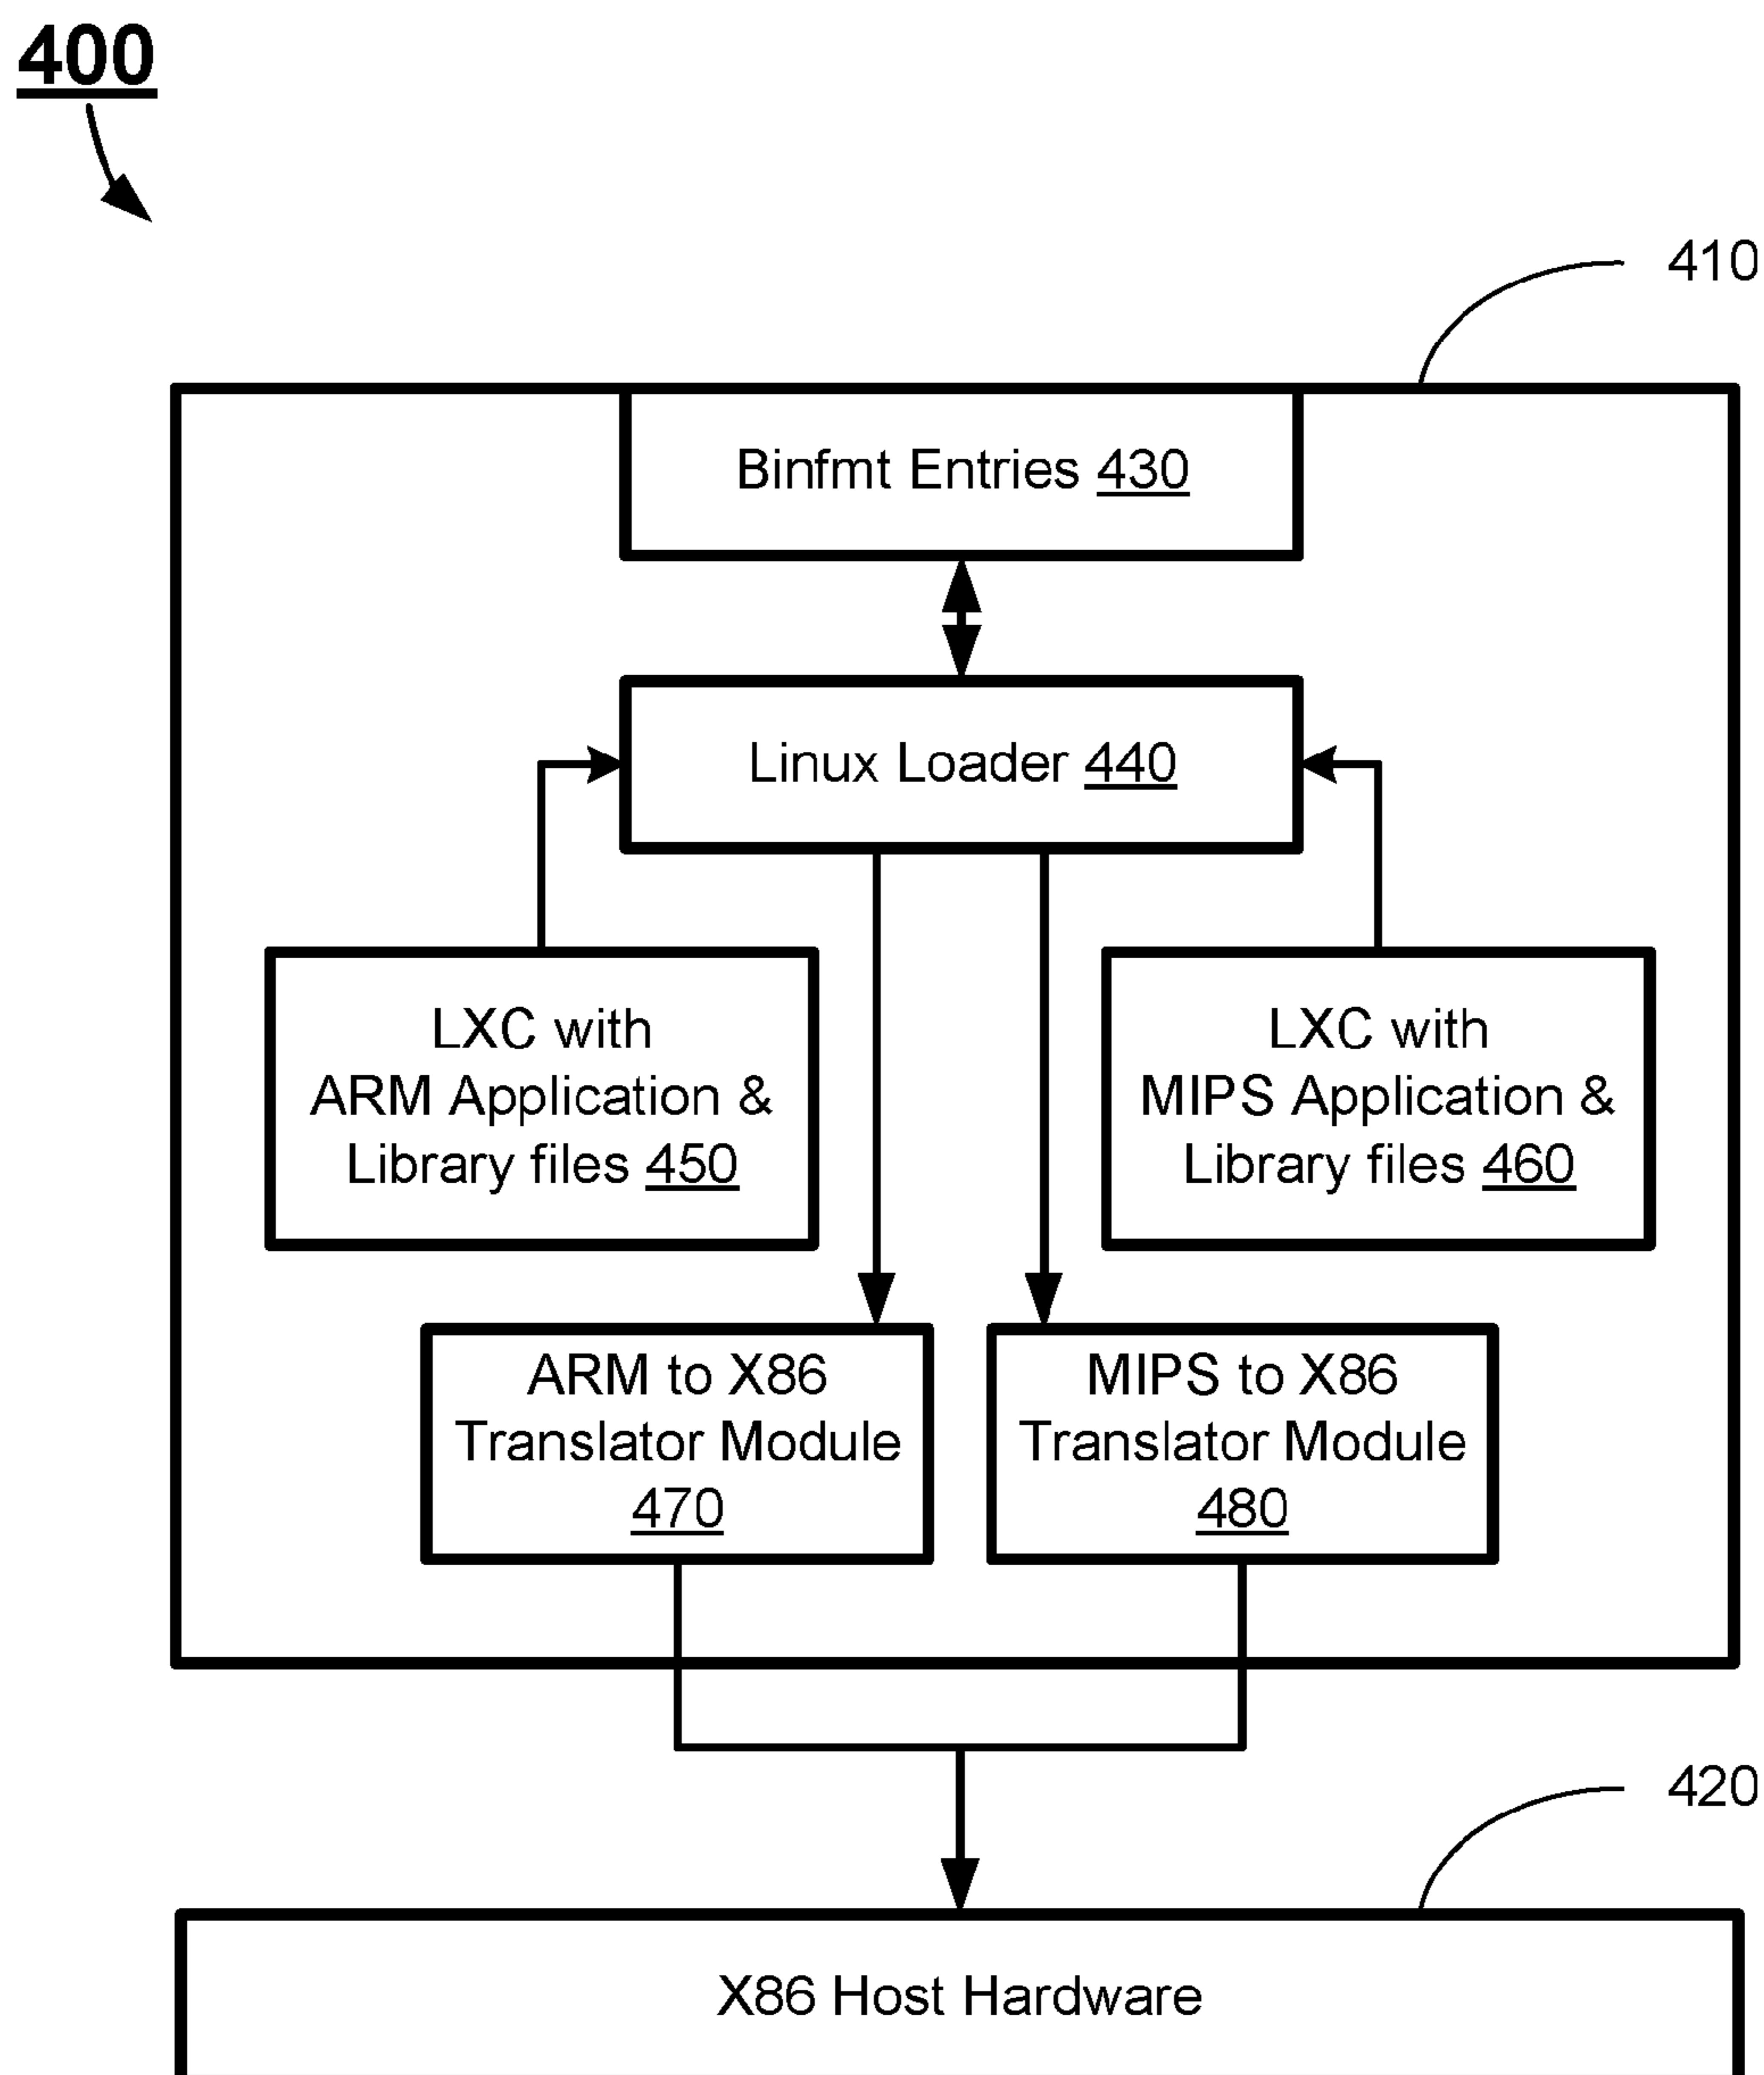 400
410
Binfmt Entries 430
Linux Loader 440
LXC with
ARM Application &
Library files 450
LXC with
MIPS Application &
Library files 460
ARM to X86
Translator Module
470
MIPS to X86
Translator Module
480
420
X86 Host Hardware